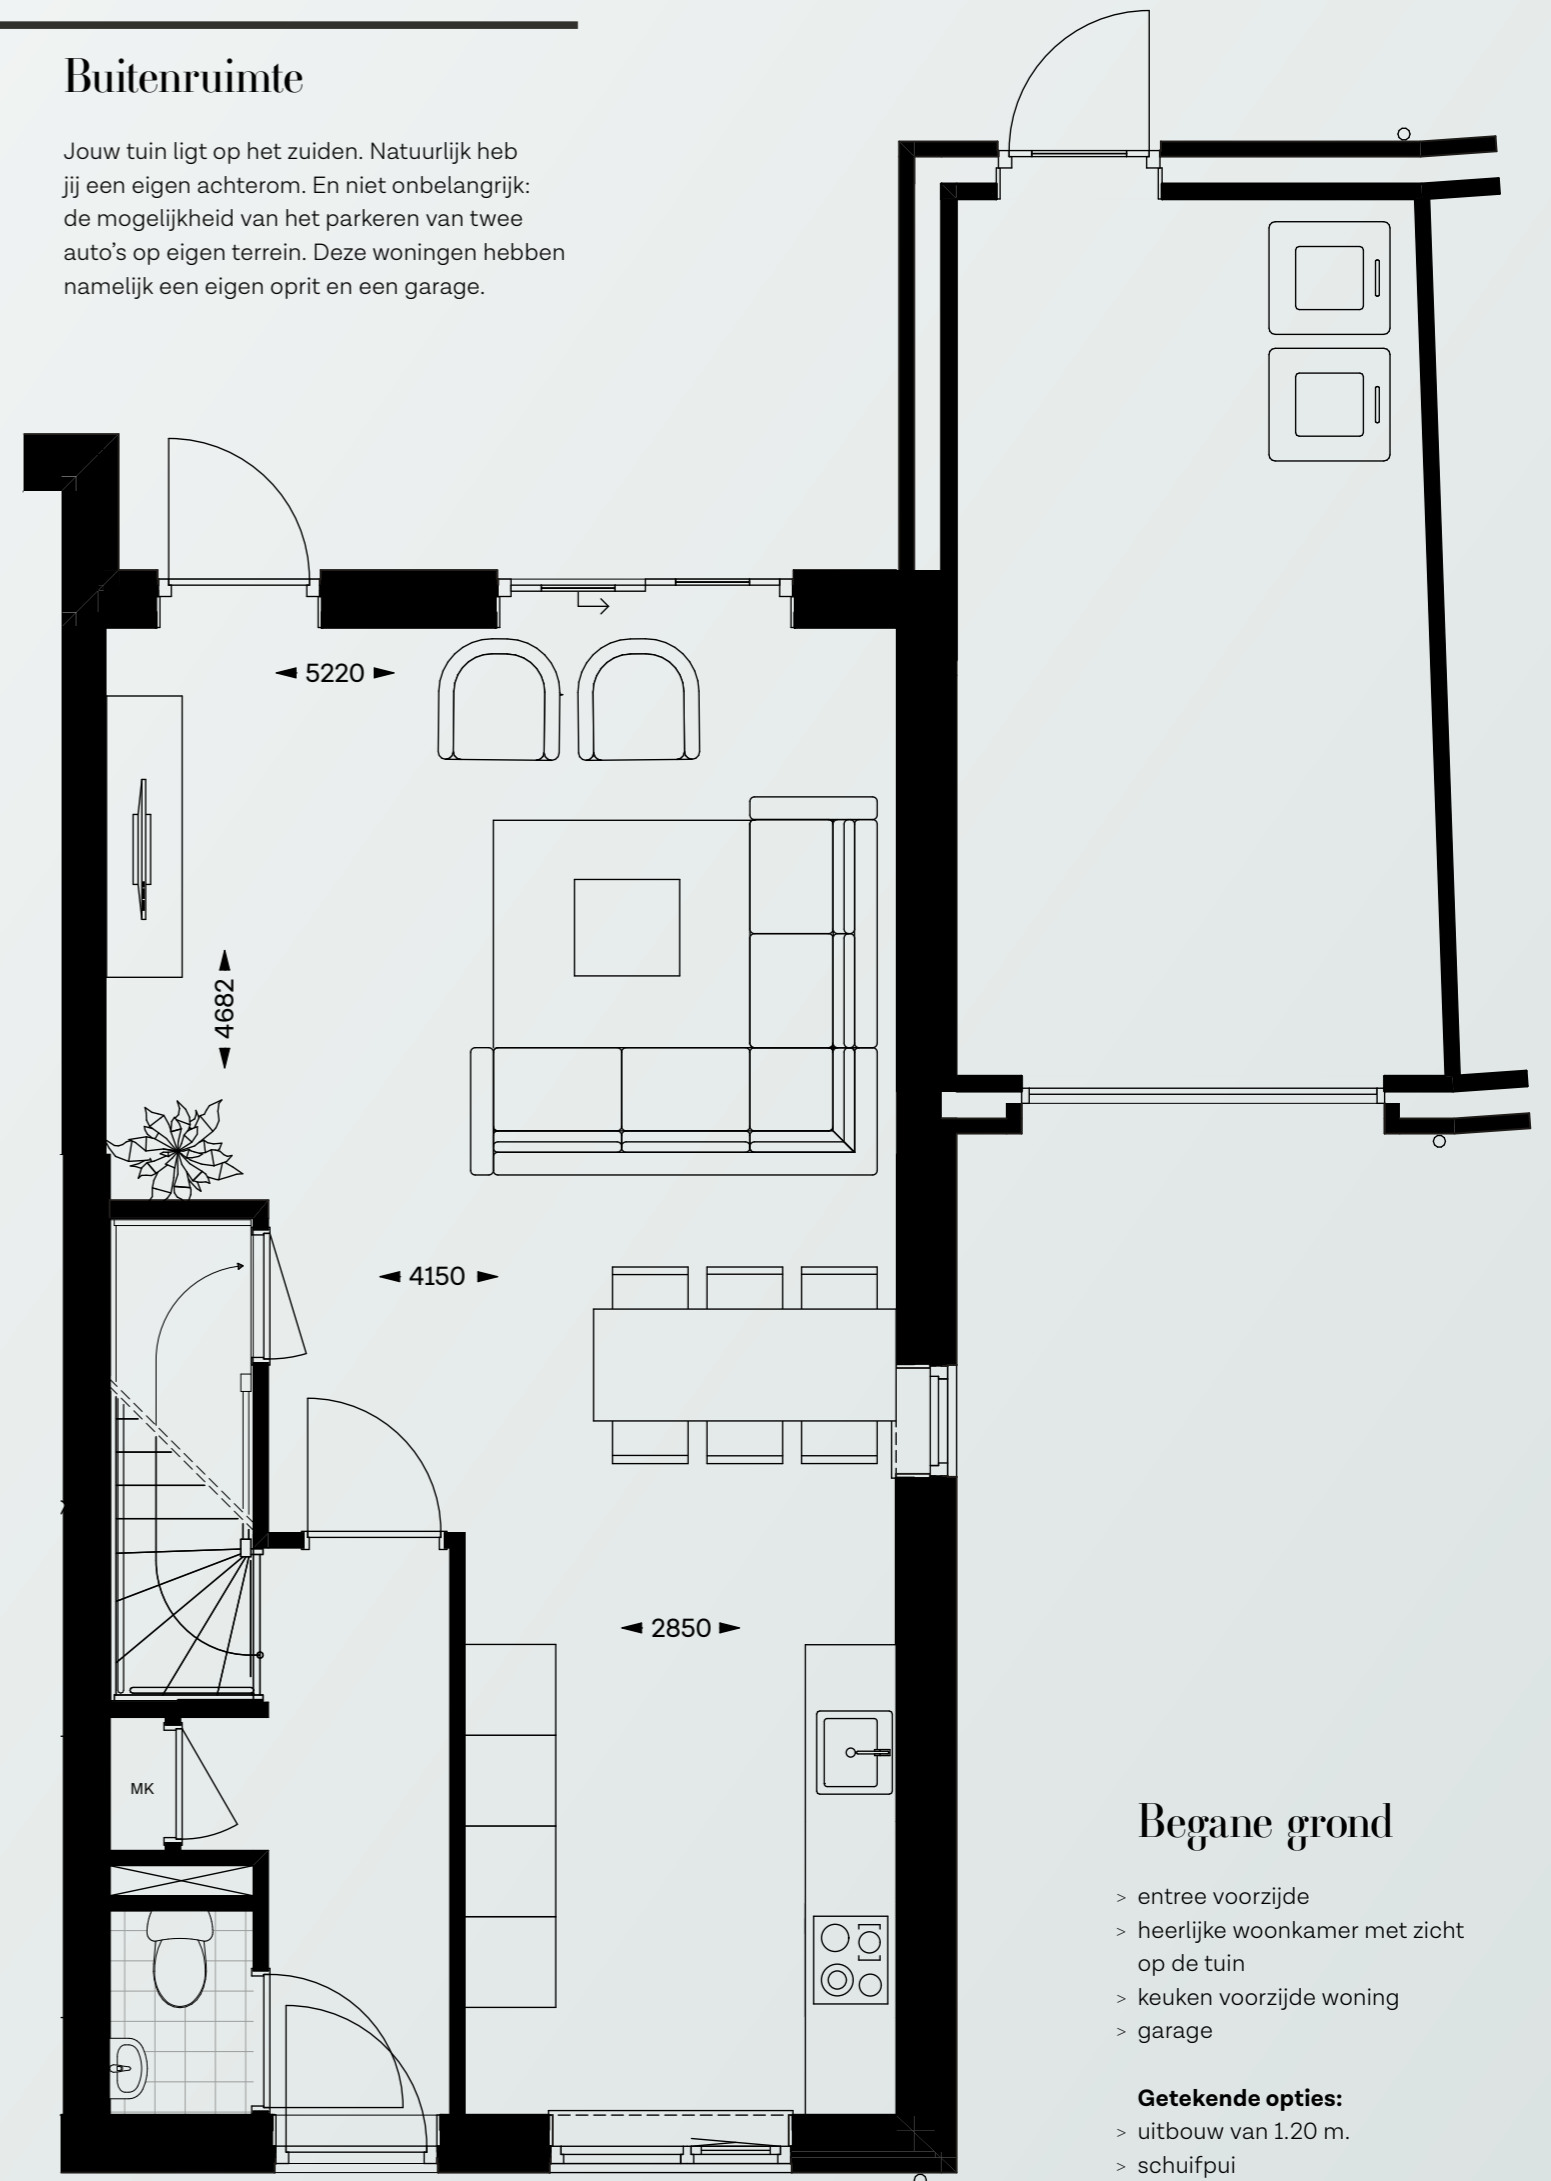 Buitenruimte
Jouw tuin ligt op het zuiden. Natuurlijk heb
jij een eigen achterom. En niet onbelangrijk:
de mogelijkheid van het parkeren van twee
auto’s op eigen terrein. Deze woningen hebben
namelijk een eigen oprit en een garage.
5220
4682
4150
2850
MK
Begane grond
> entree voorzijde
> heerlijke woonkamer met zicht
op de tuin
> keuken voorzijde woning
> garage
Getekende opties:
> uitbouw van 1.20 m.
> schuifpui